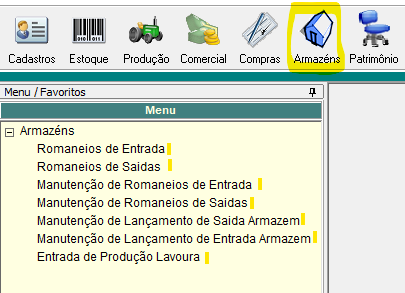 Cadastros Estoque Produção Comercial Compras Armazéns Patrimônio
Menu / Favoritos
Menu
Armazéns
Romaneios de Entrada
Romaneios de Saidas
Manutenção de Romaneios de Entrada
Manutenção de Romaneios de Saidas
Manutenção de Lançamento de Saida Armazem
Manutenção de Lançamento de Entrada Armazem
Entrada de Produção Lavoura